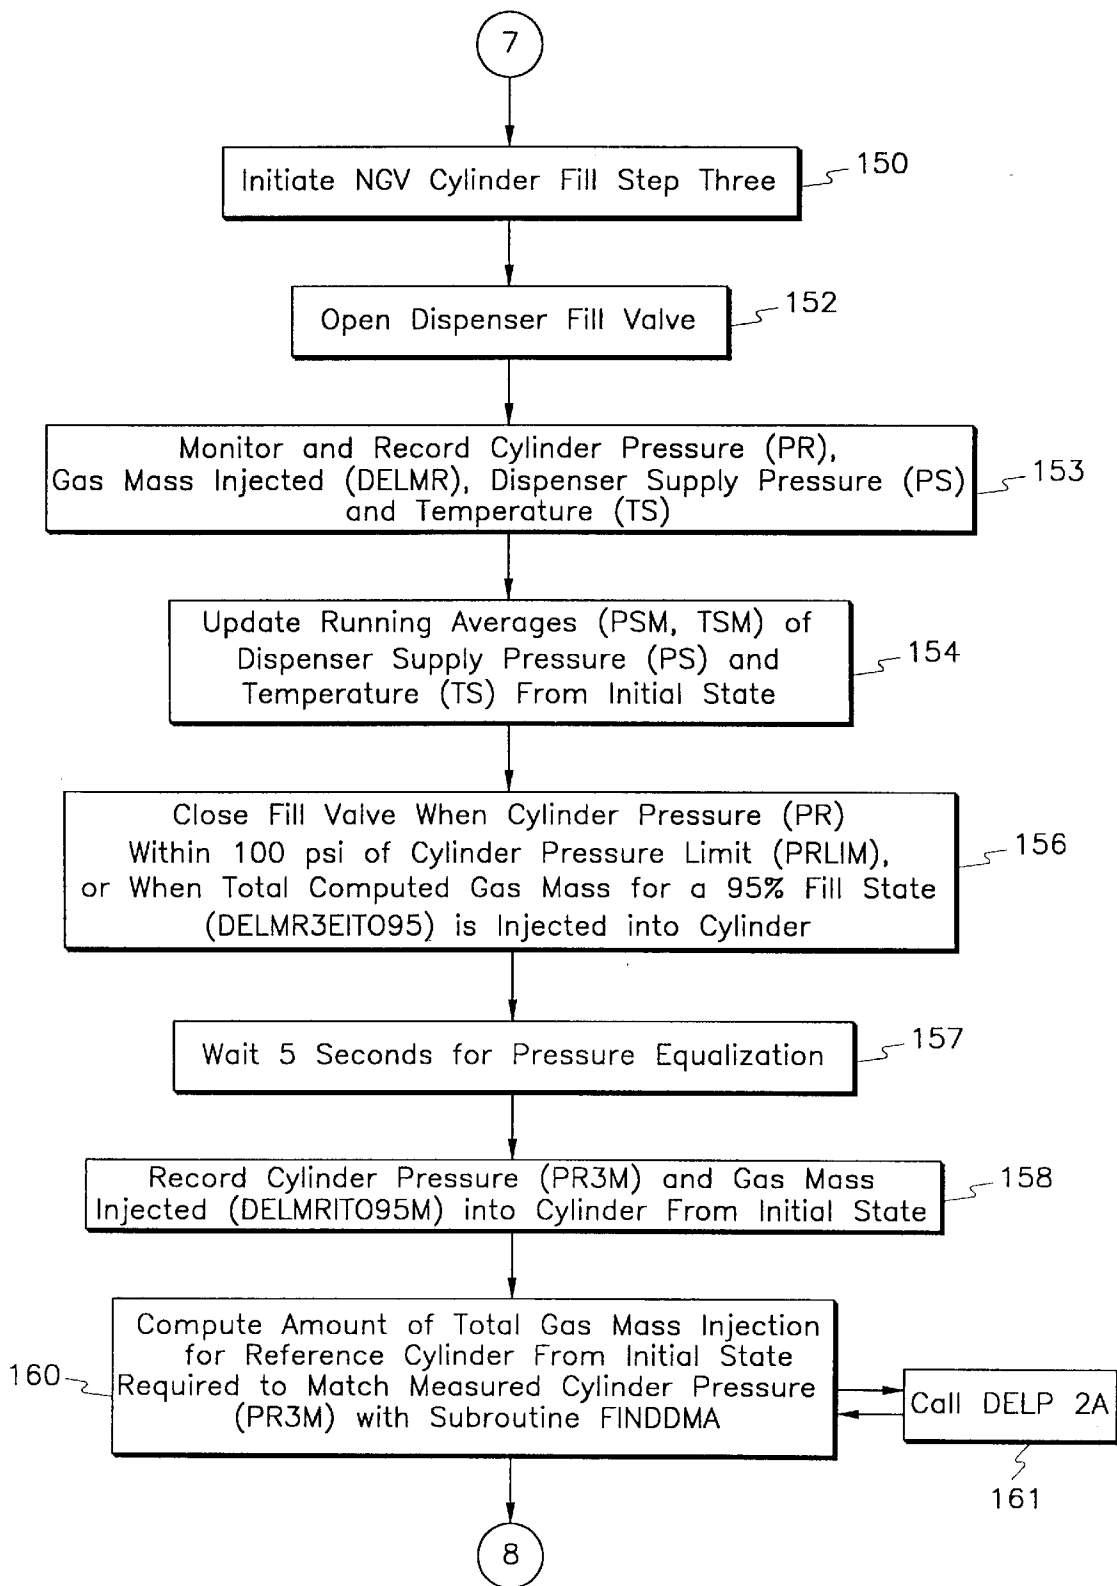 7
Initiate NGV Cylinder Fill Step Three
150
Open Dispenser Fill Valve
152
Monitor and Record Cylinder Pressure (PR),
Gas Mass Injected (DELMR), Dispenser Supply Pressure (PS)
and Temperature (TS)
153
Update Running Averages (PSM, TSM) of
Dispenser Supply Pressure (PS) and
Temperature (TS) From Initial State
154
Close Fill Valve When Cylinder Pressure (PR)
Within 100 psi of Cylinder Pressure Limit (PRLIM),
or When Total Computed Gas Mass for a 95% Fill State
(DELMR3EITO95) is Injected into Cylinder
156
Wait 5 Seconds for Pressure Equalization
157
Record Cylinder Pressure (PR3M) and Gas Mass
Injected (DELMRITO95M) into Cylinder From Initial State
158
Compute Amount of Total Gas Mass Injection
for Reference Cylinder From Initial State
Required to Match Measured Cylinder Pressure
(PR3M) with Subroutine FINDDMA
160
Call DELP 2A
161
8